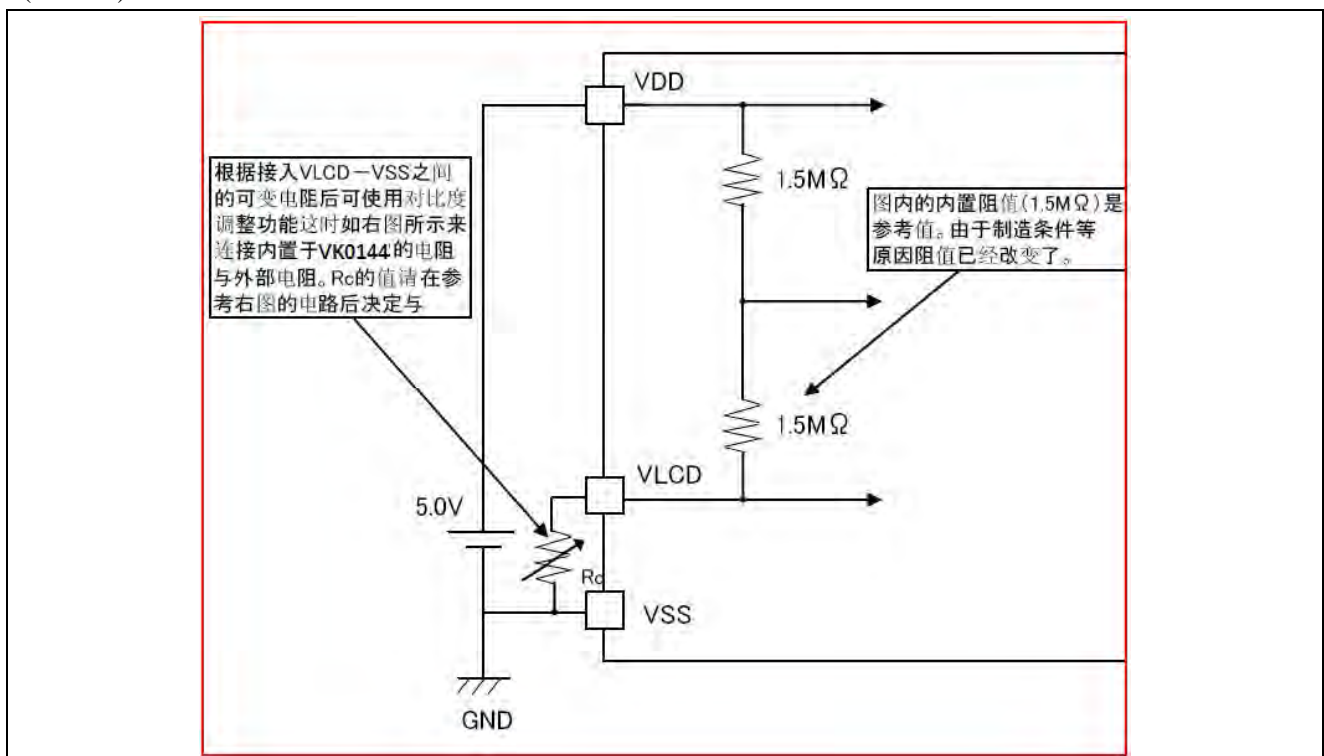 VDD
根据接入VLCD－VSS之间
的可变电阻后可使用对比度
调整功能这时如右图所示来
连接内置于VK0144的电阻
与外部电阻。Rc的值请在参
考右图的电路后决定与
1.5MΩ
图内的内置阻值(1.5MΩ)是
参考值。由于制造条件等
原因阻值已经改变了。
1.5MΩ
VLCD
5.0V
Rc
VSS
GND